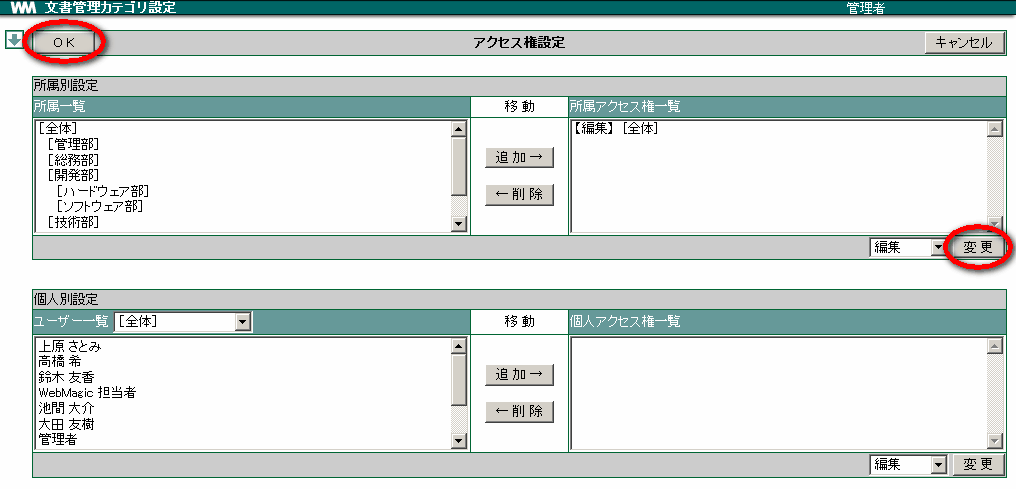 WM 文書管理カテゴリ設定 管理者
OK アクセス権設定 キャンセル
所属別設定
所属一覧 移動 所属アクセス権一覧
[全体]
[管理部]
[総務部]
[開発部]
[ハードウェア部]
[ソフトウェア部]
[技術部]
追加→
←削除
【編集】[全体]
編集 変更
個人別設定
ユーザー一覧 [全体] 移動 個人アクセス権一覧
上原 さとみ
高橋 希
鈴木 友香
WebMagic 担当者
池間 大介
大田 友樹
管理者
追加→
←削除
編集 変更